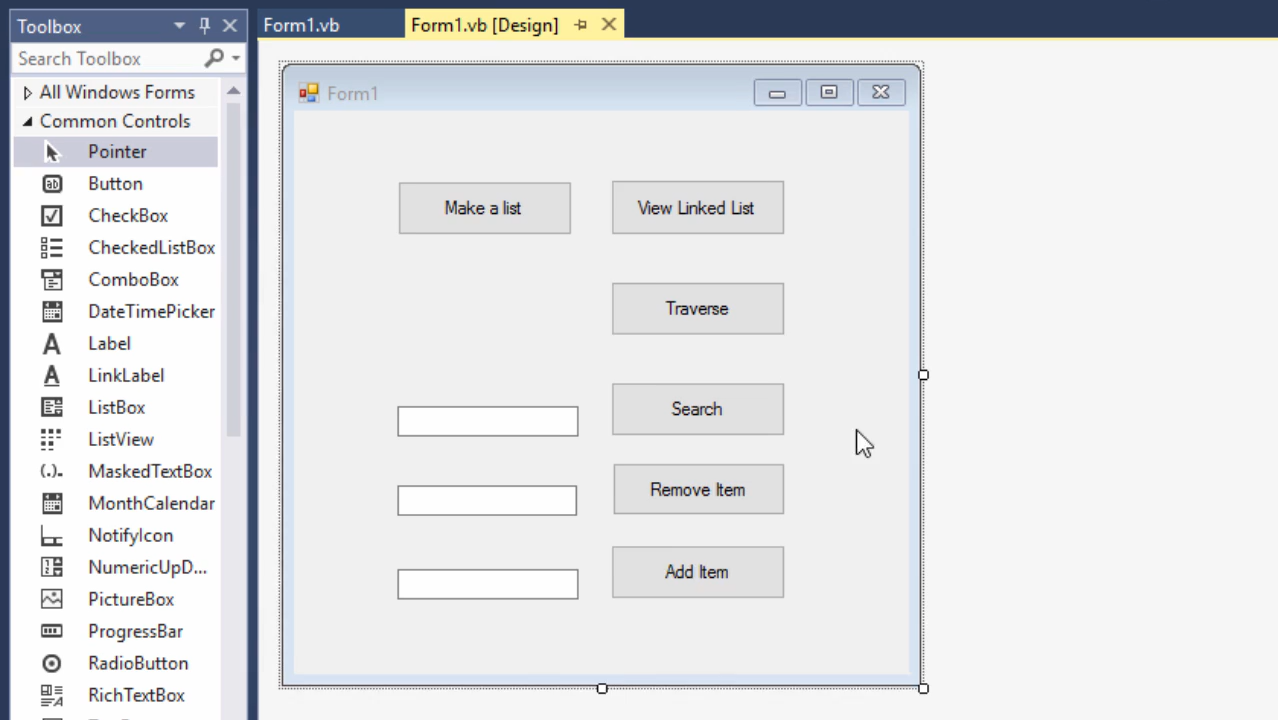 Toolbox
Form1.vb
Form1.vb [Design]
Search Toolbox
All Windows Forms
Common Controls
Pointer
Button
CheckBox
CheckedListBox
ComboBox
DateTimePicker
Label
LinkLabel
ListBox
ListView
MaskedTextBox
MonthCalendar
NotifyIcon
NumericUpD...
PictureBox
ProgressBar
RadioButton
RichTextBox
Form1
Make a list
View Linked List
Traverse
Search
Remove Item
Add Item